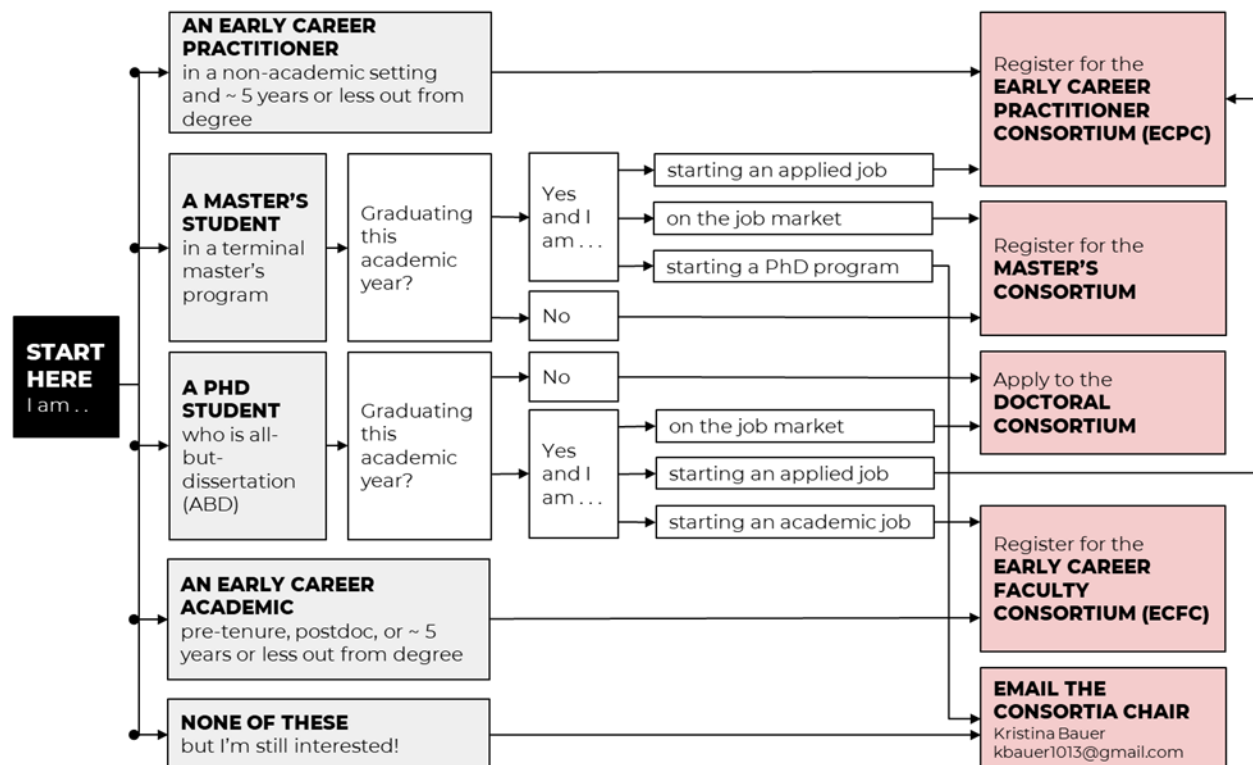 START
HERE
I am . .
AN EARLY CAREER
PRACTITIONER
in a non-academic setting
and ~ 5 years or less out from
degree
A MASTER'S
STUDENT
in a terminal
master's
program
Graduating
this
academic
year?
Yes
and I
am . . .
starting an applied job
on the job market
starting a PhD program
No
A PHD
STUDENT
who is all-
but-
dissertation
(ABD)
Graduating
this
academic
year?
No
Yes
and I
am . . .
on the job market
starting an applied job
starting an academic job
AN EARLY CAREER
ACADEMIC
pre-tenure, postdoc, or ~ 5
years or less out from degree
NONE OF THESE
but I'm still interested!
Register for the
EARLY CAREER
PRACTITIONER
CONSORTIUM (ECPC)
Register for the
MASTER'S
CONSORTIUM
Apply to the
DOCTORAL
CONSORTIUM
Register for the
EARLY CAREER
FACULTY
CONSORTIUM (ECFC)
EMAIL THE
CONSORTIA CHAIR
Kristina Bauer
kbauer1013@gmail.com